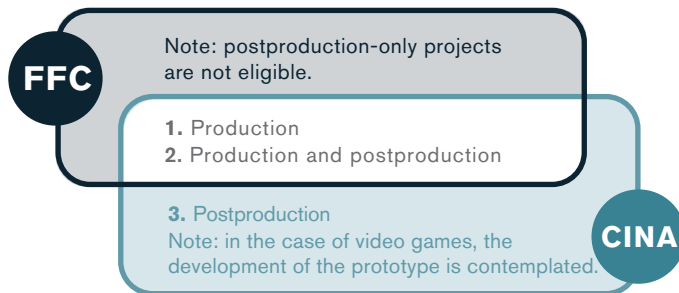 FFC
Note: postproduction-only projects
are not eligible.
1. Production
2. Production and postproduction
3. Postproduction
Note: in the case of video games, the
development of the prototype is contemplated.
CINA